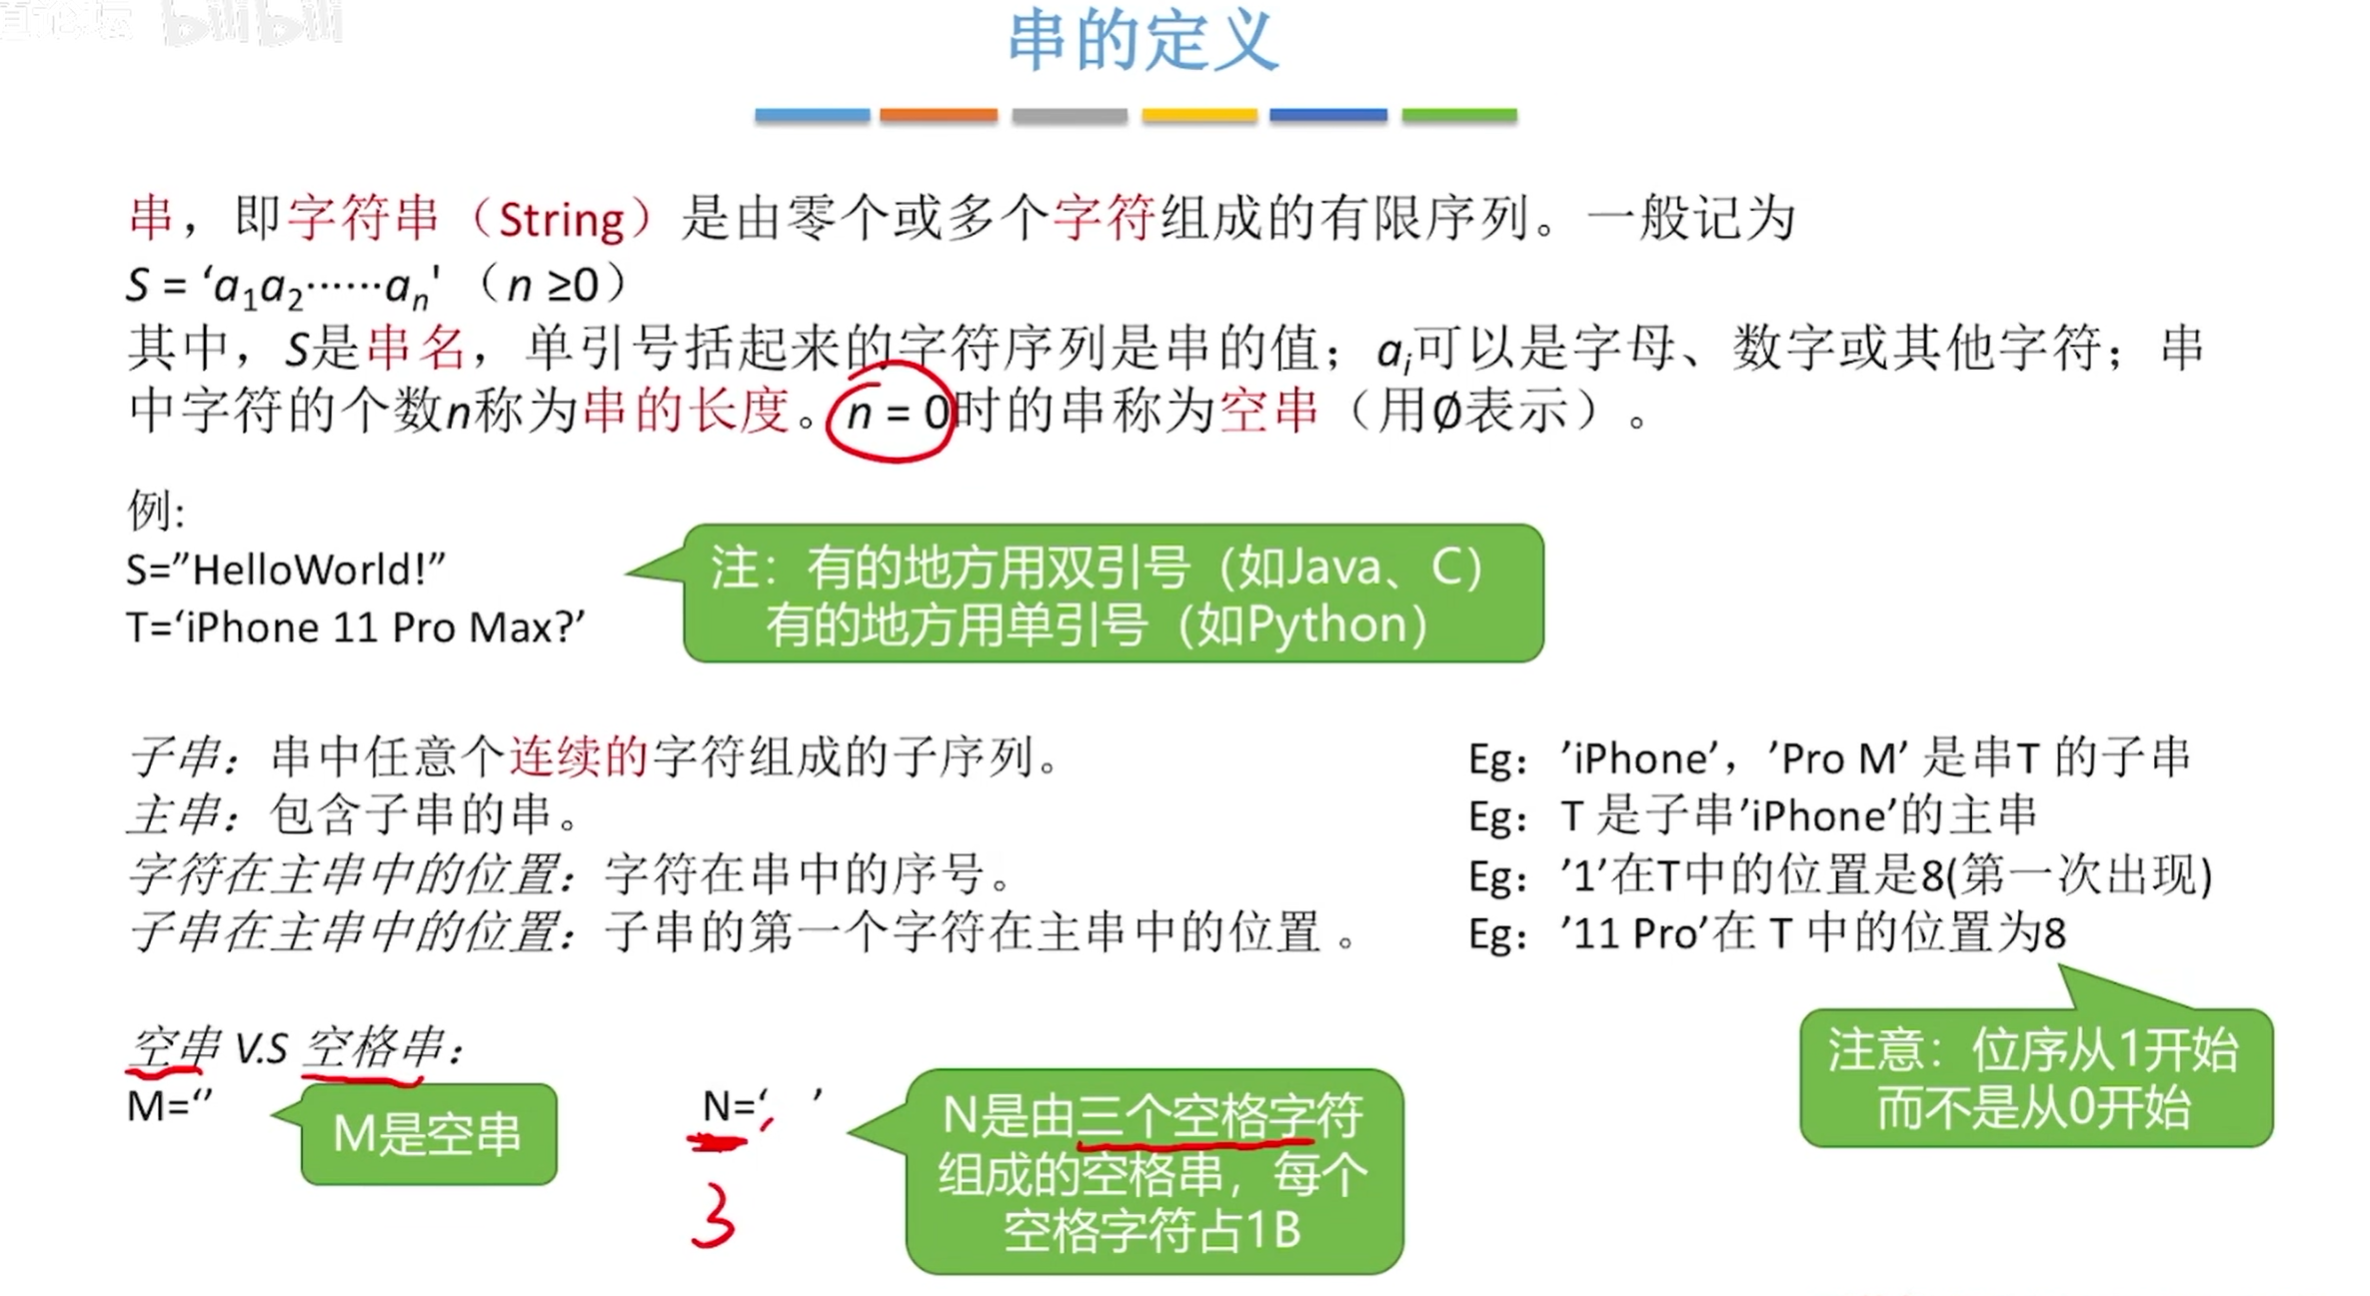 bilibili
串的定义
串，即字符串（String）是由零个或多个字符组成的有限序列。一般记为
S = ‘a₁a₂······aₙ' （n ≥0）
其中，S是串名，单引号括起来的字符序列是串的值；aᵢ可以是字母、数字或其他字符；串
中字符的个数n称为串的长度。n = 0时的串称为空串（用∅表示）。
例:
S=”HelloWorld!”
T=‘iPhone 11 Pro Max?’
注：有的地方用双引号（如Java、C）
有的地方用单引号（如Python）
子串：串中任意个连续的字符组成的子序列。
Eg：’iPhone’，’Pro M’ 是串T 的子串
主串：包含子串的串。
Eg：T 是子串’iPhone’的主串
字符在主串中的位置：字符在串中的序号。
Eg：’1’在T中的位置是8(第一次出现)
子串在主串中的位置：子串的第一个字符在主串中的位置 。
Eg：’11 Pro’在 T 中的位置为8
注意：位序从1开始
而不是从0开始
空串 V.S 空格串：
M=‘’
M是空串
N=‘   ’
3
N是由三个空格字符
组成的空格串，每个
空格字符占1B